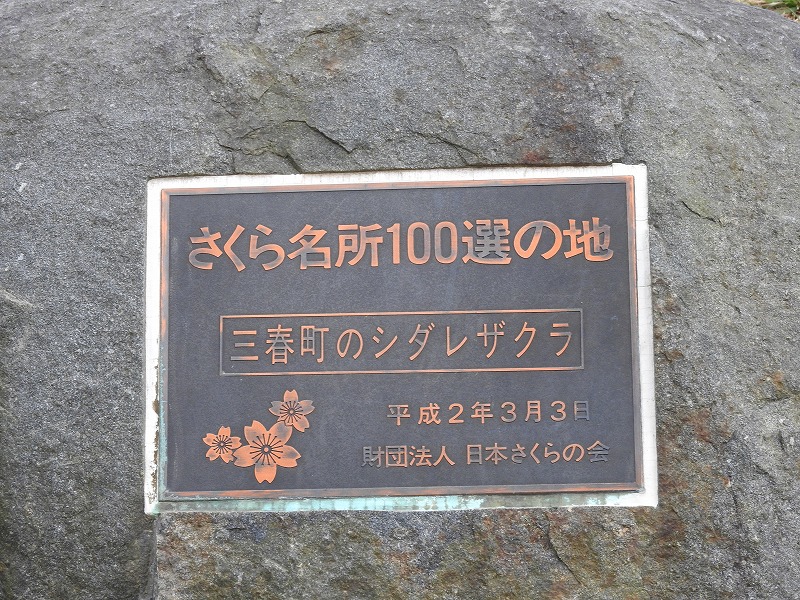 さくら名所100選の地
三春町のシダレザクラ
平成2年3月3日
財団法人 日本さくらの会